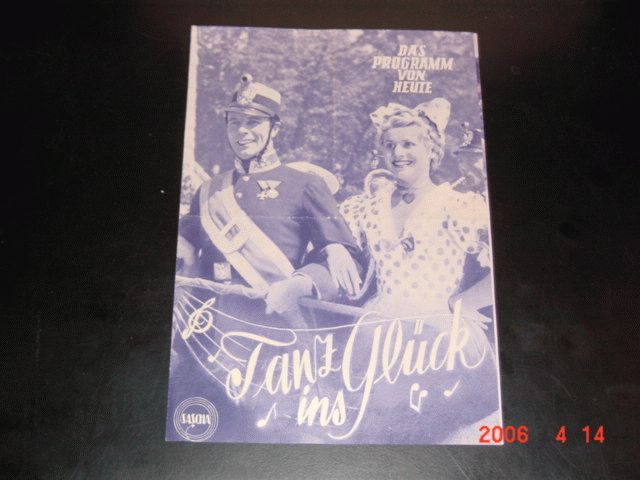 DAS
PROGRAMM
VON
HEUTE
Tanz
ins Glück
SASCHA
2006 4 14